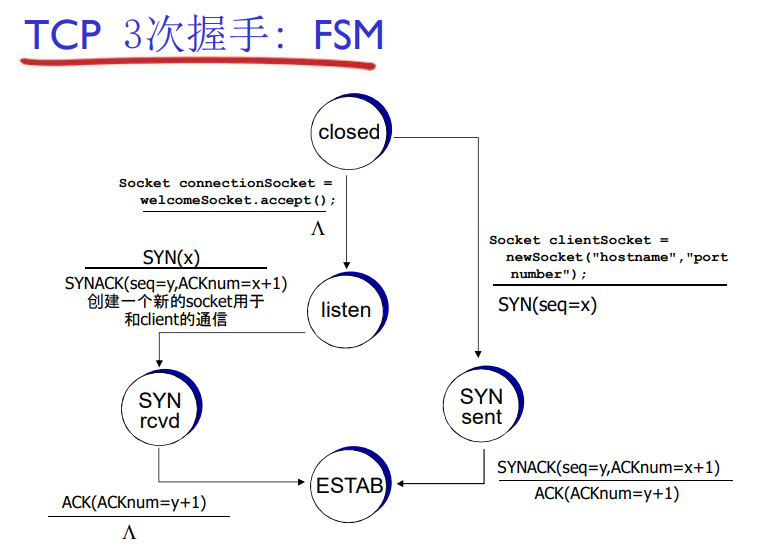 TCP 3次握手: FSM
closed
Socket connectionSocket =
welcomeSocket.accept();
Λ
Socket clientSocket =
newSocket("hostname","port
number");
SYN(seq=x)
SYN(x)
SYNACK(seq=y,ACKnum=x+1)
创建一个新的socket用于
和client的通信
listen
SYN
rcvd
SYN
sent
ESTAB
SYNACK(seq=y,ACKnum=x+1)
ACK(ACKnum=y+1)
ACK(ACKnum=y+1)
Λ